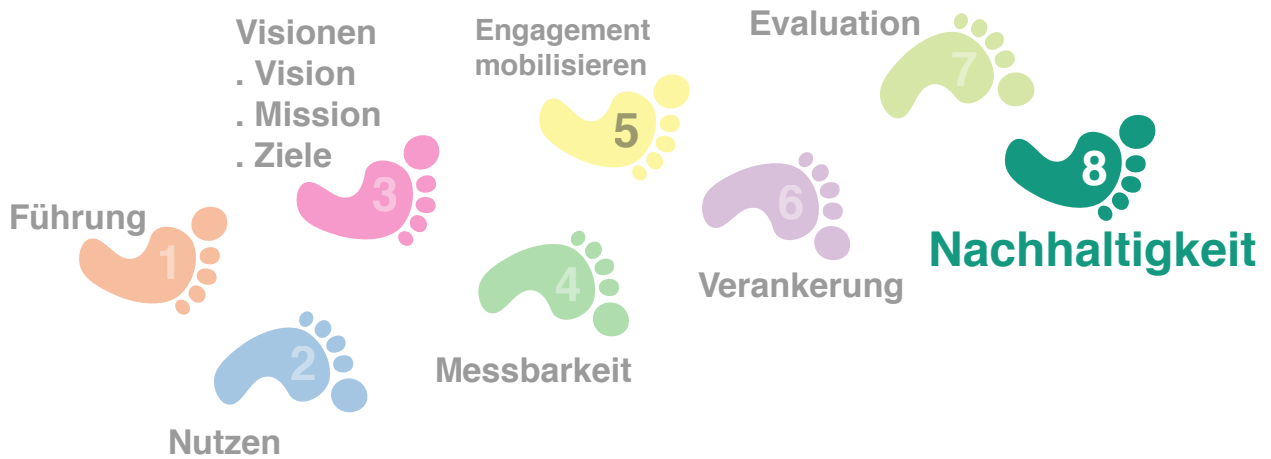 Führung
1
2
Nutzen
Visionen
. Vision
. Mission
. Ziele
3
4
Messbarkeit
Engagement
mobilisieren
5
6
Verankerung
Evaluation
7
8
Nachhaltigkeit